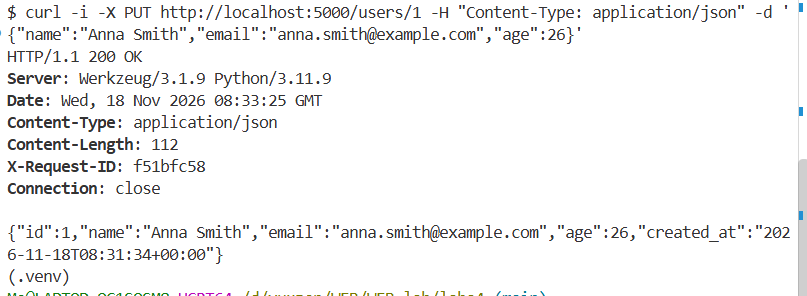 $ curl -i -X PUT http://localhost:5000/users/1 -H "Content-Type: application/json" -d '
{"name":"Anna Smith","email":"anna.smith@example.com","age":26}'
HTTP/1.1 200 OK
Server: Werkzeug/3.1.9 Python/3.11.9
Date: Wed, 18 Nov 2026 08:33:25 GMT
Content-Type: application/json
Content-Length: 112
X-Request-ID: f51bfc58
Connection: close
{"id":1,"name":"Anna Smith","email":"anna.smith@example.com","age":26,"created_at":"202
6-11-18T08:31:34+00:00"}
(.venv)